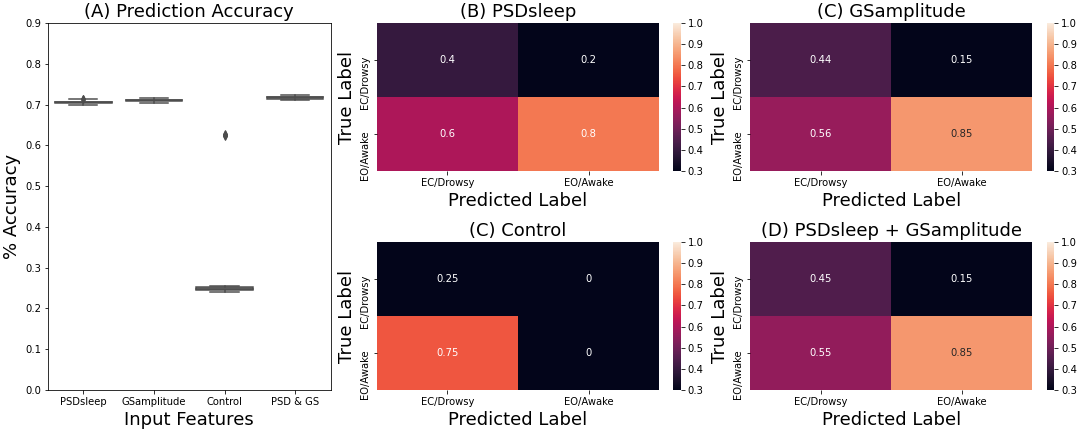 (A) Prediction Accuracy
% Accuracy
0.9
0.8
0.7
0.6
0.5
0.4
0.3
0.2
0.1
0.0
PSDsleep GSamplitude Control PSD & GS
Input Features
(B) PSDsleep
True Label
EC/Drowsy
EO/Awake
0.4 0.2
0.6 0.8
EC/Drowsy EO/Awake
Predicted Label
1.0
0.9
0.8
0.7
0.6
0.5
0.4
0.3
(C) GSamplitude
True Label
EC/Drowsy
EO/Awake
0.44 0.15
0.56 0.85
EC/Drowsy EO/Awake
Predicted Label
1.0
0.9
0.8
0.7
0.6
0.5
0.4
0.3
(C) Control
True Label
EC/Drowsy
EO/Awake
0.25 0
0.75 0
EC/Drowsy EO/Awake
Predicted Label
1.0
0.9
0.8
0.7
0.6
0.5
0.4
0.3
(D) PSDsleep + GSamplitude
True Label
EC/Drowsy
EO/Awake
0.45 0.15
0.55 0.85
EC/Drowsy EO/Awake
Predicted Label
1.0
0.9
0.8
0.7
0.6
0.5
0.4
0.3